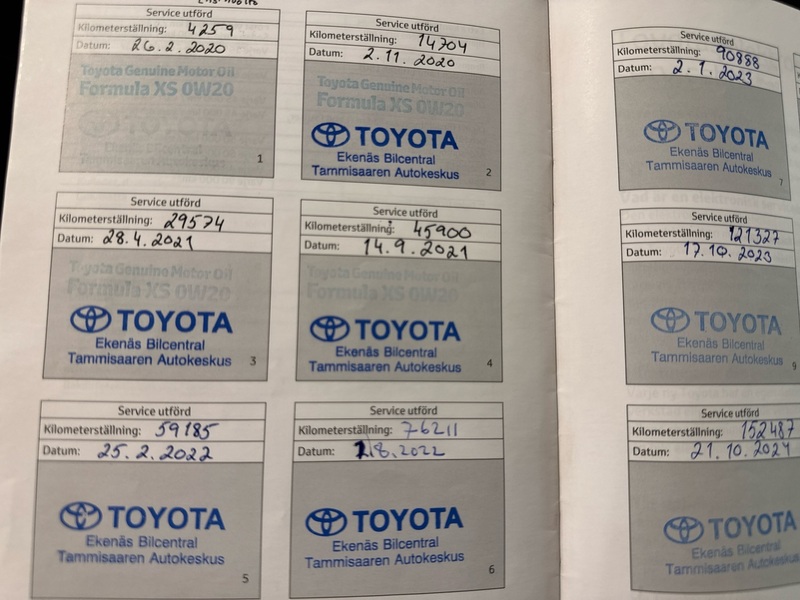 Service utförd
Kilometerställning: 4259
Datum: 26.2.2020
Toyota Genuine Motor Oil
Formula XS 0W20
1
Service utförd
Kilometerställning: 14704
Datum: 2.11.2020
Toyota Genuine Motor Oil
Formula XS 0W20
TOYOTA
Ekenäs Bilcentral
Tammisaaren Autokeskus
2
Service utförd
Kilometerställning: 29574
Datum: 28.4.2021
Toyota Genuine Motor Oil
Formula XS 0W20
TOYOTA
Ekenäs Bilcentral
Tammisaaren Autokeskus
3
Service utförd
Kilometerställning: 45900
Datum: 14.9.2021
Toyota Genuine Motor Oil
Formula XS 0W20
TOYOTA
Ekenäs Bilcentral
Tammisaaren Autokeskus
4
Service utförd
Kilometerställning: 59185
Datum: 25.2.2022
TOYOTA
Ekenäs Bilcentral
Tammisaaren Autokeskus
5
Service utförd
Kilometerställning: 76211
Datum: 1.8.2022
TOYOTA
Ekenäs Bilcentral
Tammisaaren Autokeskus
6
Service utförd
Kilometerställning: 90888
Datum: 2.1.2023
TOYOTA
Ekenäs Bilcentral
Tammisaaren Autokeskus
7
Service utförd
Kilometerställning: 121327
Datum: 17.10.2023
TOYOTA
Ekenäs Bilcentral
Tammisaaren Autokeskus
9
Service utförd
Kilometerställning: 152487
Datum: 21.10.2024
TOYOTA
Ekenäs Bilcentral
Tammisaaren Autokeskus